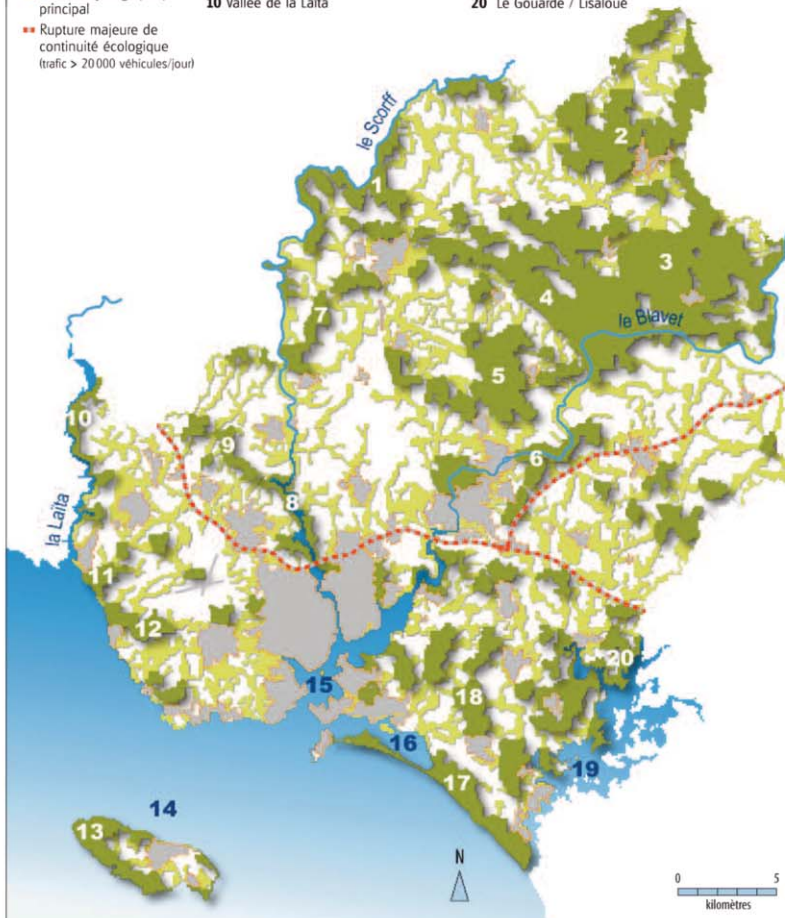 principal
Rupture majeure de
continuité écologique
(trafic > 20 000 véhicules/jour)
10 Vallée de la Laïta
20 Le Gouarde / Lisaloué
le Scorff
2
1
3
4
7
le Blavet
5
10
9
6
8
la Laïta
11
12
20
15
18
16
19
17
14
13
N
0 5
kilomètres